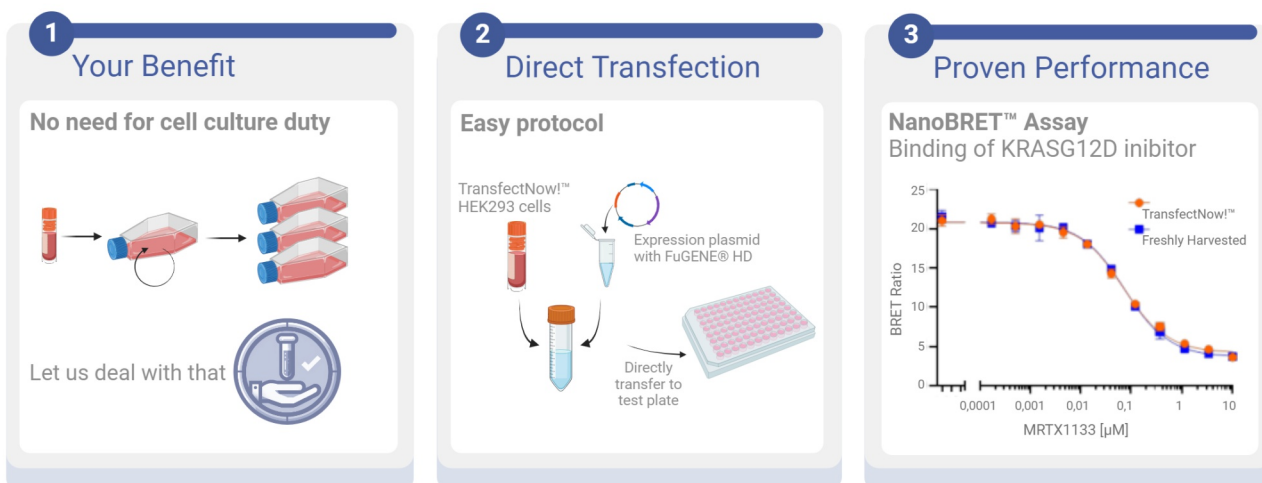 1
Your Benefit
No need for cell culture duty
Let us deal with that
2
Direct Transfection
Easy protocol
TransfectNow!™
HEK293 cells
Expression plasmid
with FuGENE® HD
Directly
transfer to
test plate
3
Proven Performance
NanoBRET™ Assay
Binding of KRASG12D inibitor
25
20
15
10
5
0
BRET Ratio
TransfectNow!™
Freshly Harvested
0,0001 0,001 0,01 0,1 1 10
MRTX1133 [µM]